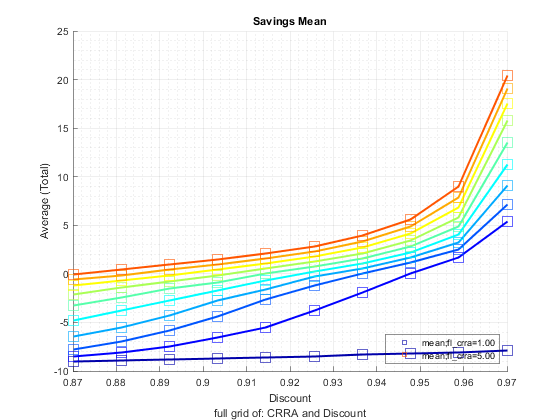 Savings Mean
25
20
15
10
5
0
-5
-10
Average (Total)
mean;fl_crra=1.00
mean;fl_crra=5.00
0.87 0.88 0.89 0.9 0.91 0.92 0.93 0.94 0.95 0.96 0.97
Discount
full grid of: CRRA and Discount